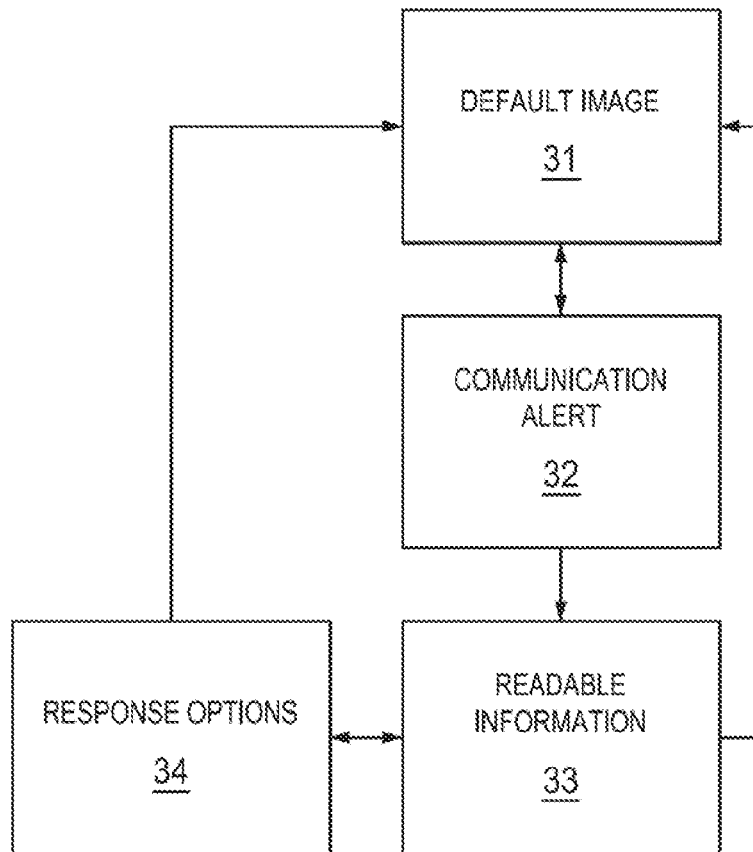 DEFAULT IMAGE
31
COMMUNICATION
ALERT
32
RESPONSE OPTIONS
34
READABLE
INFORMATION
33